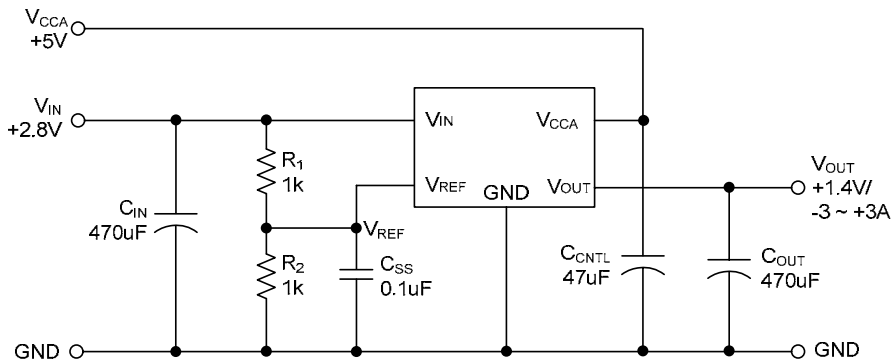 VCCA
+5V
VIN
+2.8V
VIN
VCCA
R1
1k
VREF
GND
VOUT
VOUT
+1.4V/
-3 ~ +3A
CIN
470uF
VREF
R2
1k
CSS
0.1uF
CCNTL
47uF
COUT
470uF
GND
GND